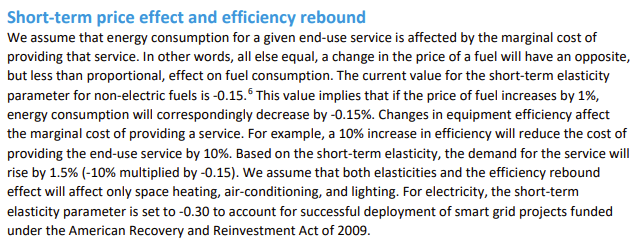 Short-term price effect and efficiency rebound
We assume that energy consumption for a given end-use service is affected by the marginal cost of
providing that service. In other words, all else equal, a change in the price of a fuel will have an opposite,
but less than proportional, effect on fuel consumption. The current value for the short-term elasticity
parameter for non-electric fuels is -0.15.⁶ This value implies that if the price of fuel increases by 1%,
energy consumption will correspondingly decrease by -0.15%. Changes in equipment efficiency affect
the marginal cost of providing a service. For example, a 10% increase in efficiency will reduce the cost of
providing the end-use service by 10%. Based on the short-term elasticity, the demand for the service will
rise by 1.5% (-10% multiplied by -0.15). We assume that both elasticities and the efficiency rebound
effect will affect only space heating, air-conditioning, and lighting. For electricity, the short-term
elasticity parameter is set to -0.30 to account for successful deployment of smart grid projects funded
under the American Recovery and Reinvestment Act of 2009.